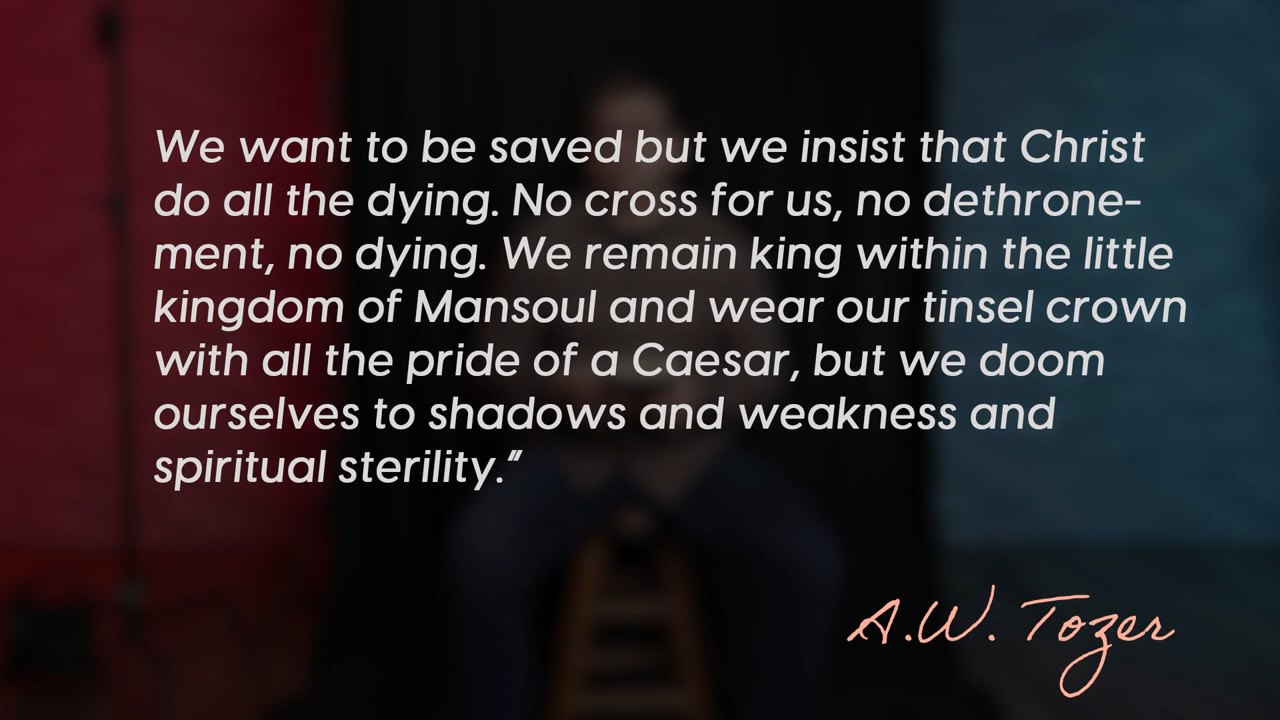 We want to be saved but we insist that Christ
do all the dying. No cross for us, no dethrone-
ment, no dying. We remain king within the little
kingdom of Mansoul and wear our tinsel crown
with all the pride of a Caesar, but we doom
ourselves to shadows and weakness and
spiritual sterility.”
A.W. Tozer